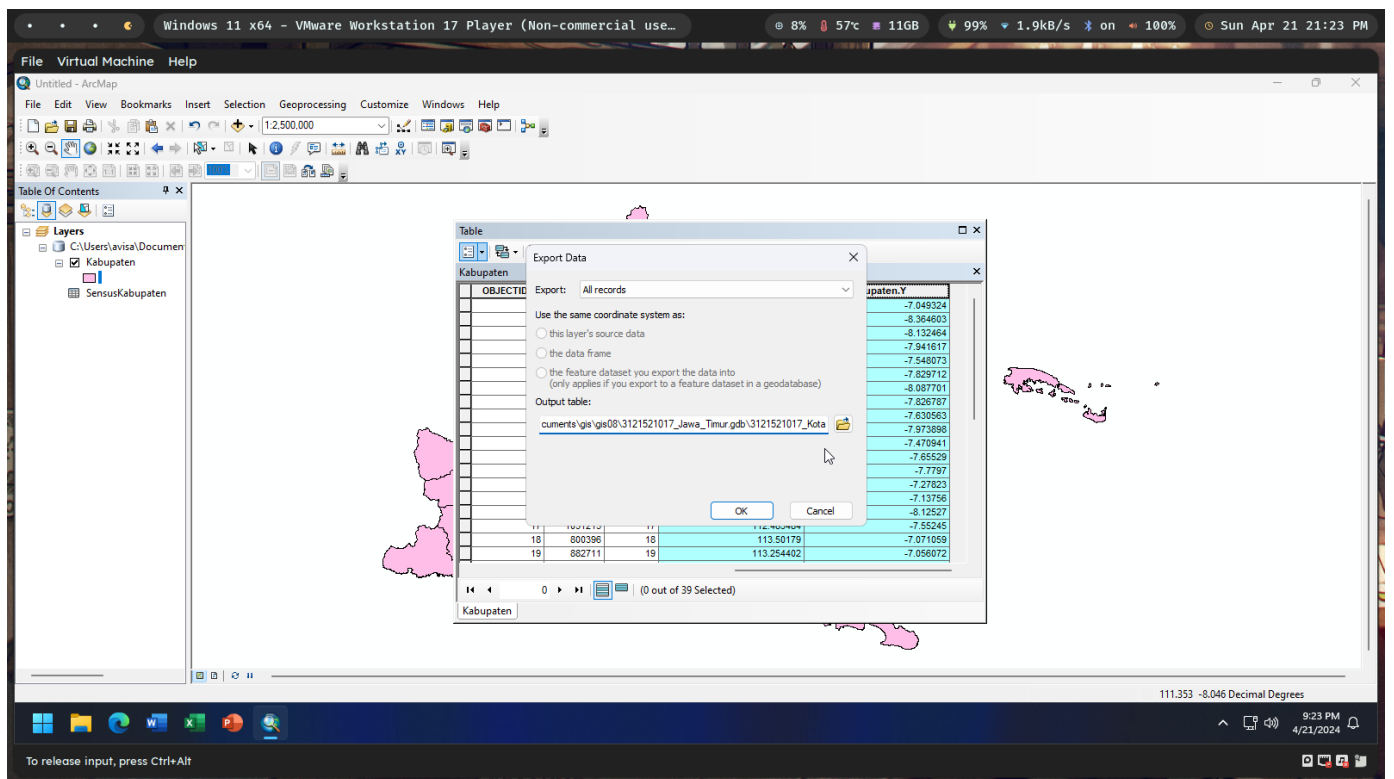 Windows 11 x64 - VMware Workstation 17 Player (Non-commercial use…
8% 57℃ 11GB
99% 1.9kB/s on 100%
Sun Apr 21 21:23 PM
File Virtual Machine Help
Untitled - ArcMap
File Edit View Bookmarks Insert Selection Geoprocessing Customize Windows Help
1:2,500,000
100%
Table Of Contents
Layers
C:\Users\avisa\Documen
Kabupaten
SensusKabupaten
Table
Kabupaten
OBJECTID
upaten.Y
-7.049324
-8.364603
-8.132464
-7.941617
-7.548073
-7.829712
-8.087701
-7.826787
-7.630563
-7.973898
-7.470941
-7.65529
-7.7797
-7.27823
-7.13756
-8.12527
-7.55245
18 800396 18 113.50179 -7.071059
19 882711 19 113.254402 -7.056072
0 (0 out of 39 Selected)
Kabupaten
Export Data
Export: All records
Use the same coordinate system as:
this layer's source data
the data frame
the feature dataset you export the data into
(only applies if you export to a feature dataset in a geodatabase)
Output table:
cuments\gis\gis08\3121521017_Jawa_Timur.gdb\3121521017_Kota
OK Cancel
111.353 -8.046 Decimal Degrees
9:23 PM
4/21/2024
To release input, press Ctrl+Alt